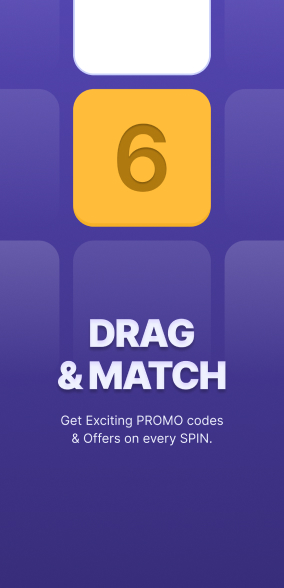 6
DRAG
& MATCH
Get Exciting PROMO codes
& Offers on every SPIN.